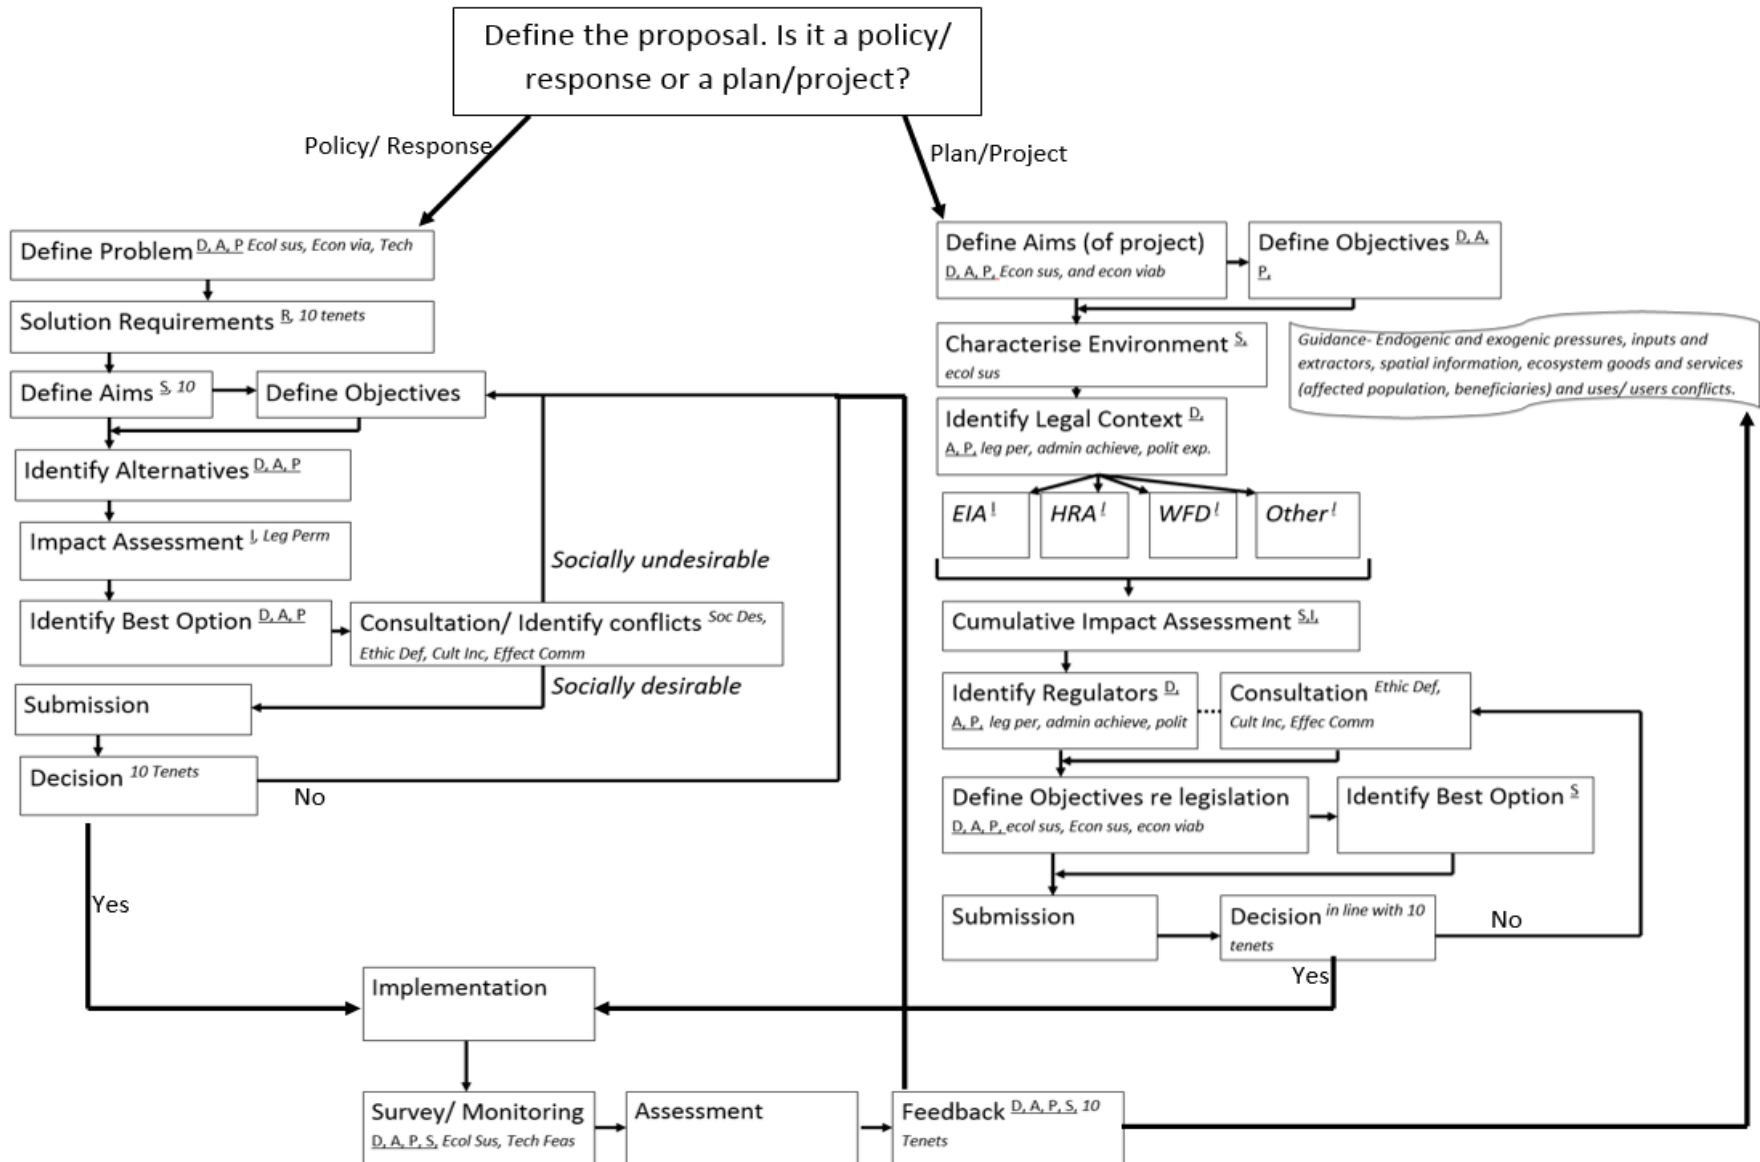 Define the proposal. Is it a policy/
response or a plan/project?
Policy/ Response
Plan/Project
Define Problem D, A, P Ecol sus, Econ via, Tech
Solution Requirements R, 10 tenets
Define Aims S, 10
Define Objectives
Identify Alternatives D, A, P
Impact Assessment I, Leg Perm
Identify Best Option D, A, P
Socially undesirable
Consultation/ Identify conflicts Soc Des,
Ethic Def, Cult Inc, Effect Comm
Socially desirable
Submission
Decision 10 Tenets
No
Yes
Define Aims (of project)
D, A, P, Econ sus, and econ viab
Define Objectives D, A,
P,
Characterise Environment S,
ecol sus
Guidance- Endogenic and exogenic pressures, inputs and
extractors, spatial information, ecosystem goods and services
(affected population, beneficiaries) and uses/ users conflicts.
Identify Legal Context D,
A, P, leg per, admin achieve, polit exp.
EIA I
HRA I
WFD I
Other I
Cumulative Impact Assessment S,I,
Identify Regulators D,
A, P, leg per, admin achieve, polit
Consultation Ethic Def,
Cult Inc, Effec Comm
Define Objectives re legislation
D, A, P, ecol sus, Econ sus, econ viab
Identify Best Option S
Submission
Decision in line with 10
tenets
No
Yes
Implementation
Survey/ Monitoring
D, A, P, S, Ecol Sus, Tech Feas
Assessment
Feedback D, A, P, S, 10
Tenets